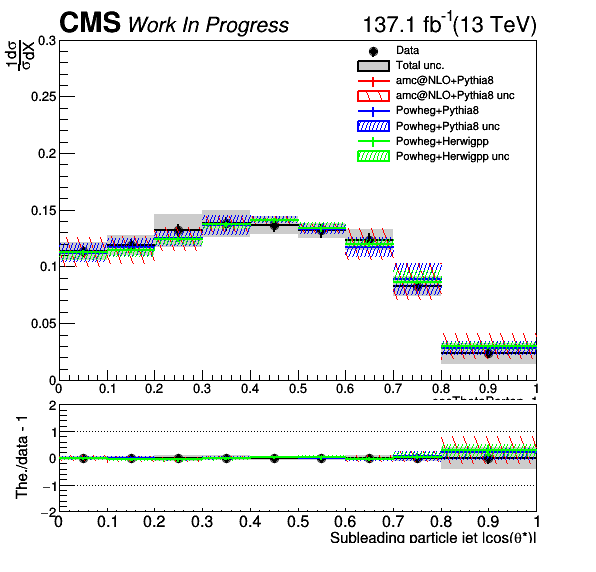 CMS Work In Progress 137.1 fb⁻¹(13 TeV)
1 dσ
σ dX
0.3
0.25
0.2
0.15
0.1
0.05
0
Data
Total unc.
amc@NLO+Pythia8
amc@NLO+Pythia8 unc
Powheg+Pythia8
Powheg+Pythia8 unc
Powheg+Herwigpp
Powheg+Herwigpp unc
0 0.1 0.2 0.3 0.4 0.5 0.6 0.7 0.8 0.9 1
The./data - 1
2
1
0
−1
−2
0 0.1 0.2 0.3 0.4 0.5 0.6 0.7 0.8 0.9 1
Subleading particle jet |cos(θ*)|